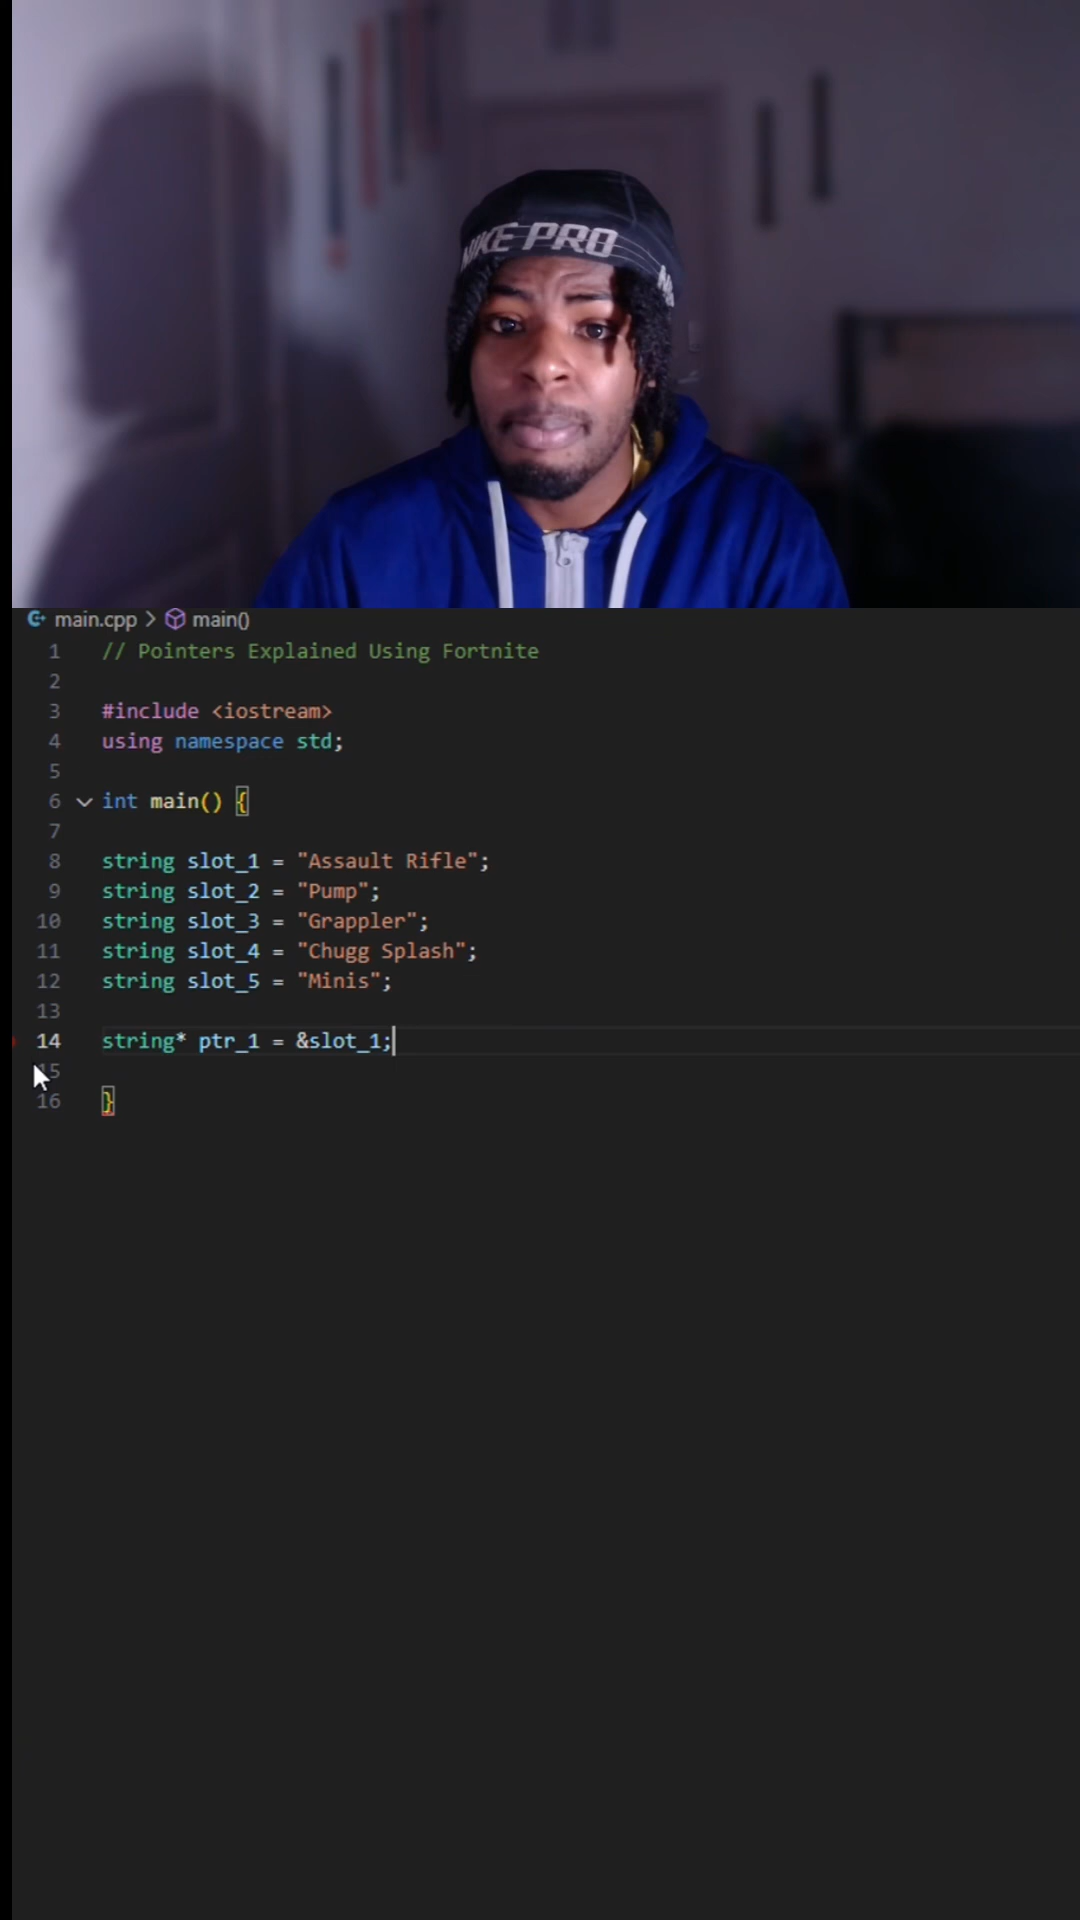 NIKE PRO
main.cpp > main()
1 // Pointers Explained Using Fortnite
2
3 #include <iostream>
4 using namespace std;
5
6 int main() {
7
8 string slot_1 = "Assault Rifle";
9 string slot_2 = "Pump";
10 string slot_3 = "Grappler";
11 string slot_4 = "Chugg Splash";
12 string slot_5 = "Minis";
13
14 string* ptr_1 = &slot_1;
15
16 }